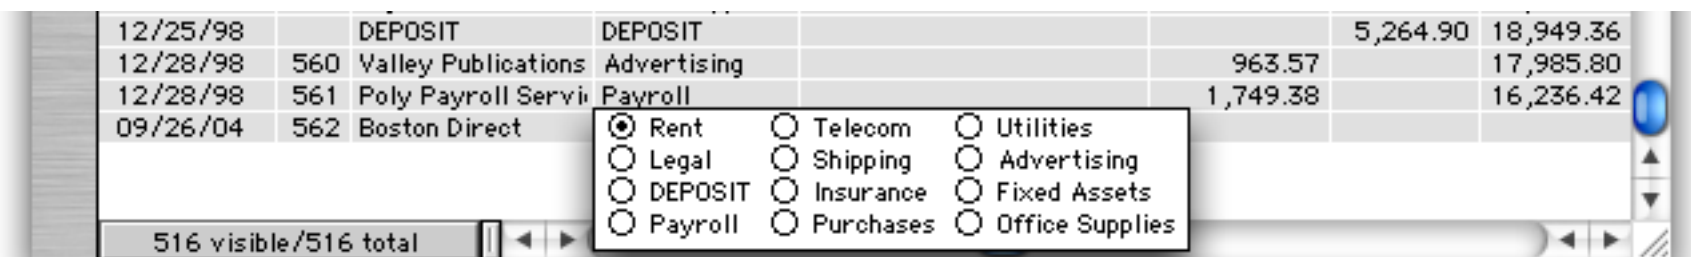 12/25/98 DEPOSIT DEPOSIT 5,264.90 18,949.36
12/28/98 560 Valley Publications Advertising 963.57 17,985.80
12/28/98 561 Poly Payroll Servi Payroll 1,749.38 16,236.42
09/26/04 562 Boston Direct
Rent Telecom Utilities
Legal Shipping Advertising
DEPOSIT Insurance Fixed Assets
Payroll Purchases Office Supplies
516 visible/516 total